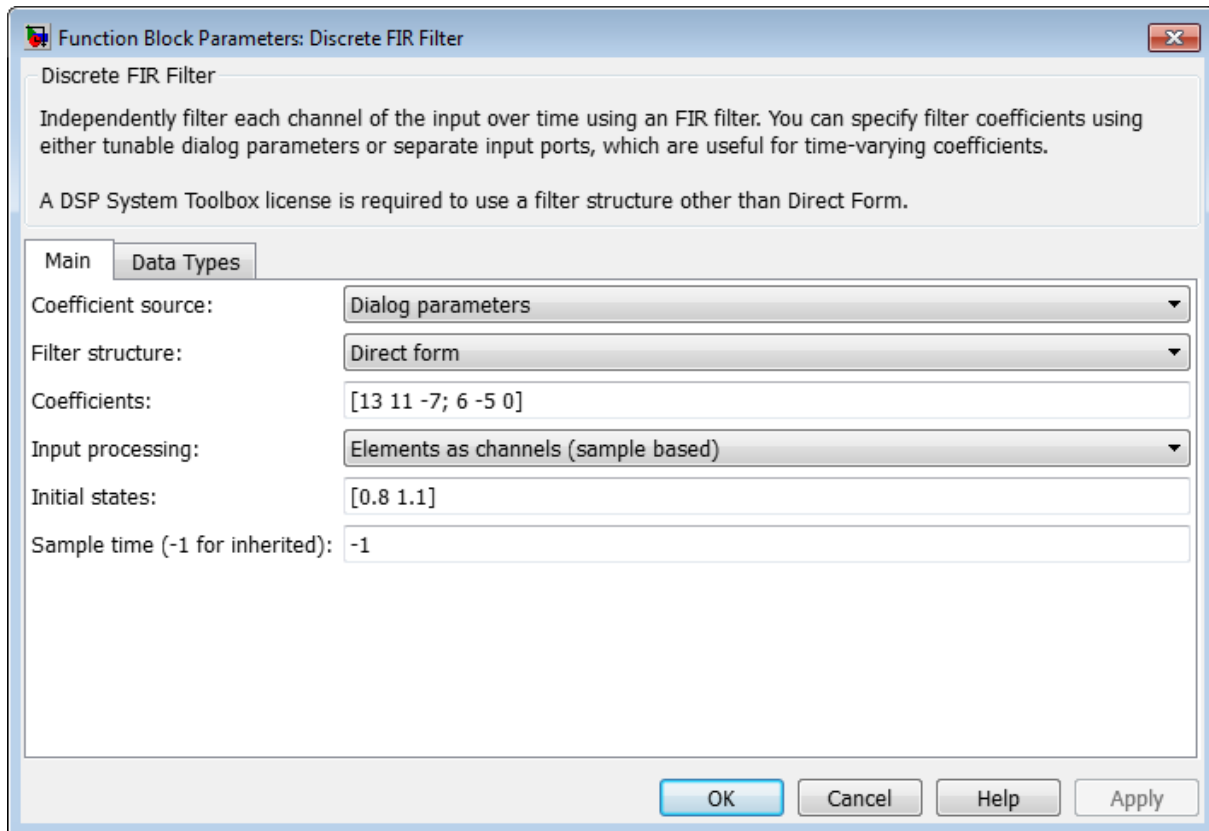 Function Block Parameters: Discrete FIR Filter
Discrete FIR Filter
Independently filter each channel of the input over time using an FIR filter. You can specify filter coefficients using
either tunable dialog parameters or separate input ports, which are useful for time-varying coefficients.
A DSP System Toolbox license is required to use a filter structure other than Direct Form.
Main Data Types
Coefficient source: Dialog parameters
Filter structure: Direct form
Coefficients: [13 11 -7; 6 -5 0]
Input processing: Elements as channels (sample based)
Initial states: [0.8 1.1]
Sample time (-1 for inherited): -1
OK Cancel Help Apply